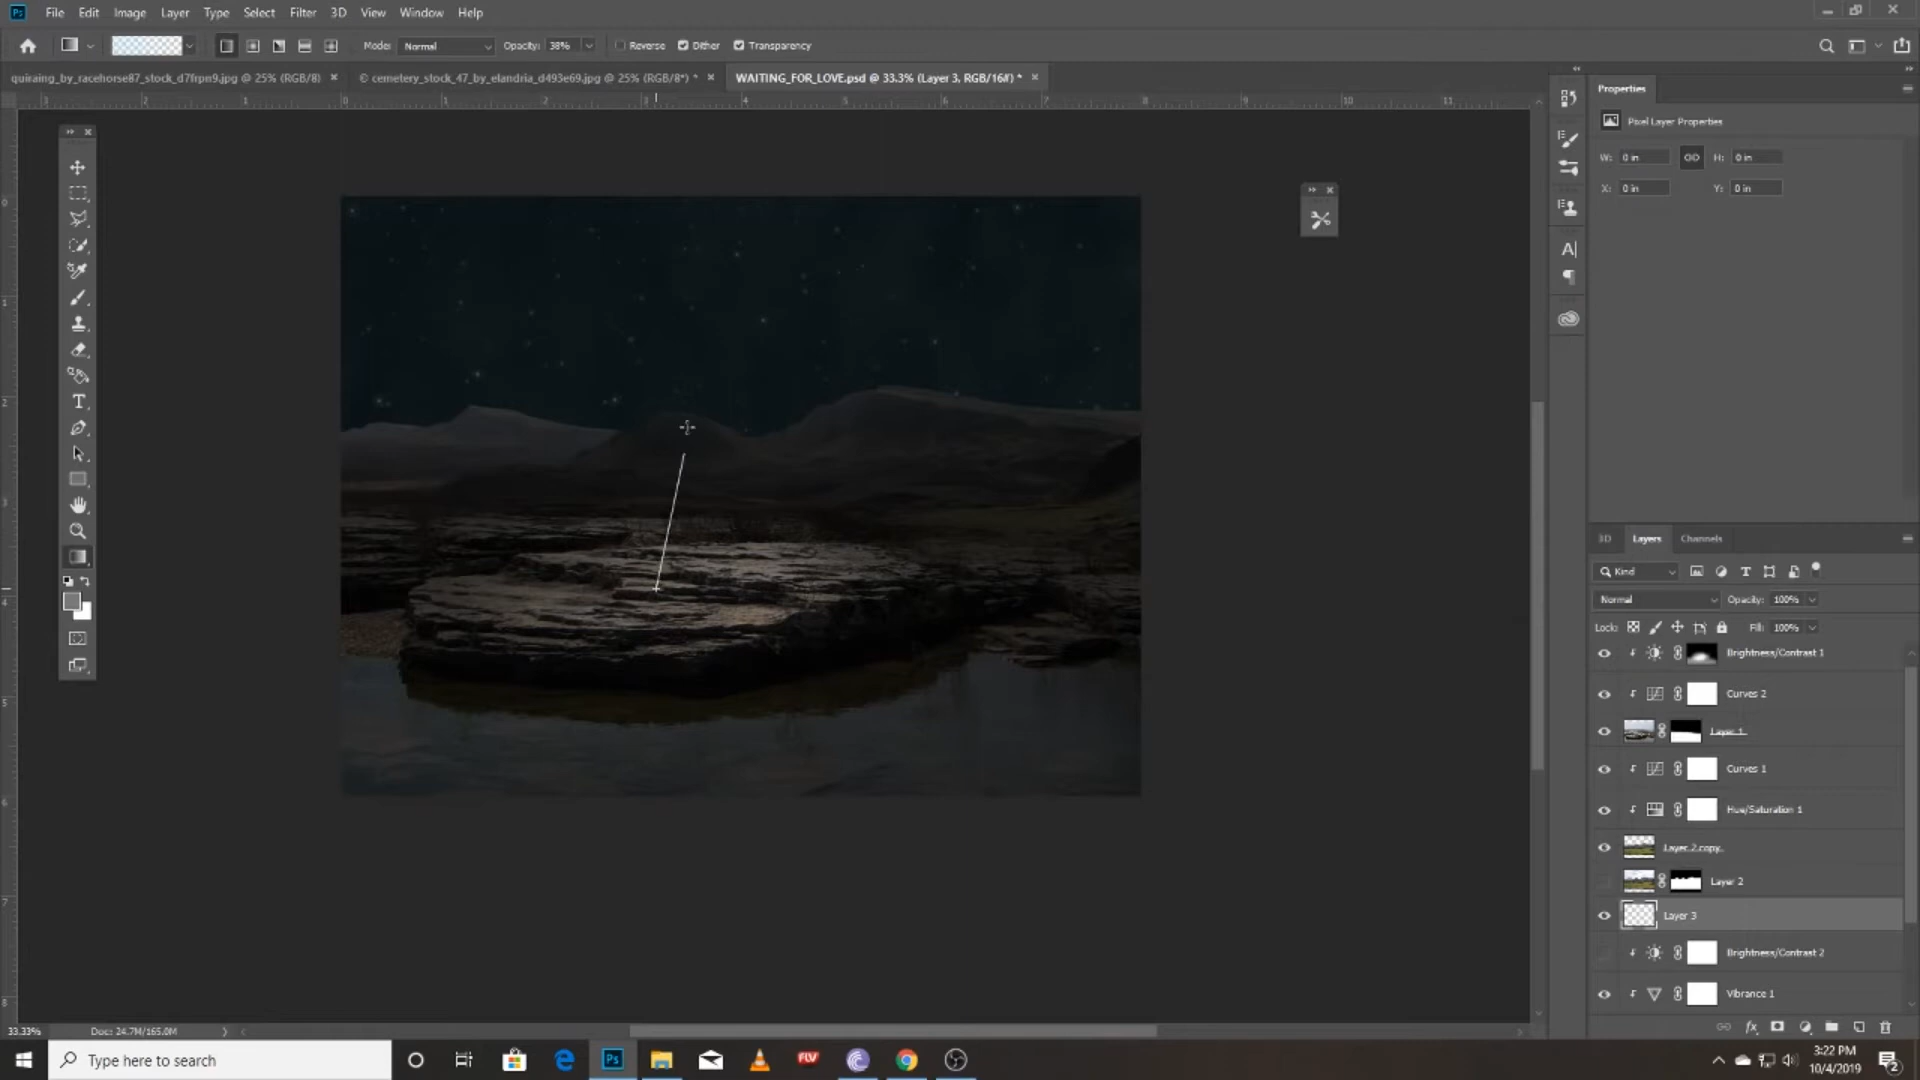 Ps File Edit Image Layer Type Select Filter 3D View Window Help
Mode: Normal Opacity: 38% Reverse Dither Transparency
quiraing_by_racehorse87_stock_d7frpn9.jpg @ 25% (RGB/8) × © cemetery_stock_47_by_elandria_d493e69.jpg @ 25% (RGB/8*) * × WAITING_FOR_LOVE.psd @ 33.3% (Layer 3, RGB/16#) * ×
Properties
Pixel Layer Properties
W: 0 in H: 0 in
X: 0 in Y: 0 in
3D Layers Channels
Kind
Normal Opacity: 100%
Lock: Fill: 100%
Brightness/Contrast 1
Curves 2
Layer 1
Curves 1
Hue/Saturation 1
Layer 2 copy
Layer 2
Layer 3
Brightness/Contrast 2
Vibrance 1
33.33% Doc: 24.7M/165.0M
Type here to search
Ps
FLV
3:22 PM
10/4/2019
2